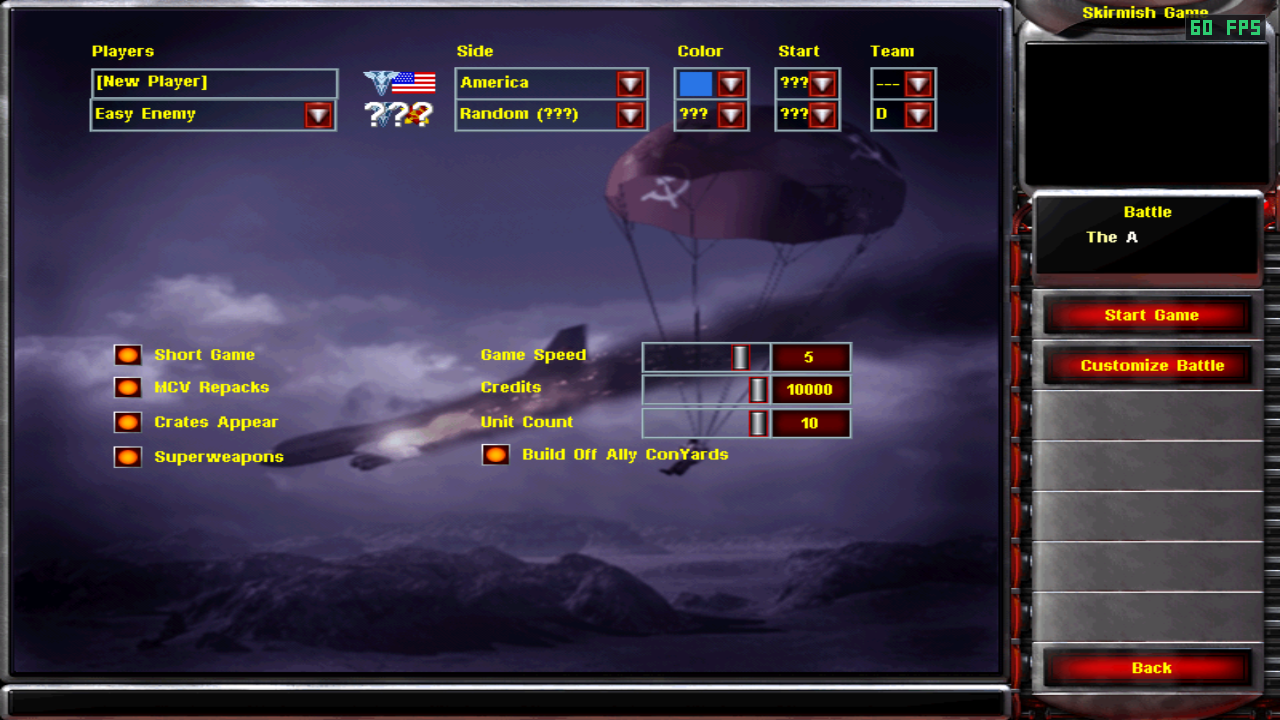 Skirmish Game
60 FPS
Players Side Color Start Team
[New Player] America ??? ---
Easy Enemy ??? Random (???) ??? ??? D
Battle
The A
Start Game
Customize Battle
Short Game Game Speed 5
MCV Repacks Credits 10000
Crates Appear Unit Count 10
Superweapons Build Off Ally ConYards
Back